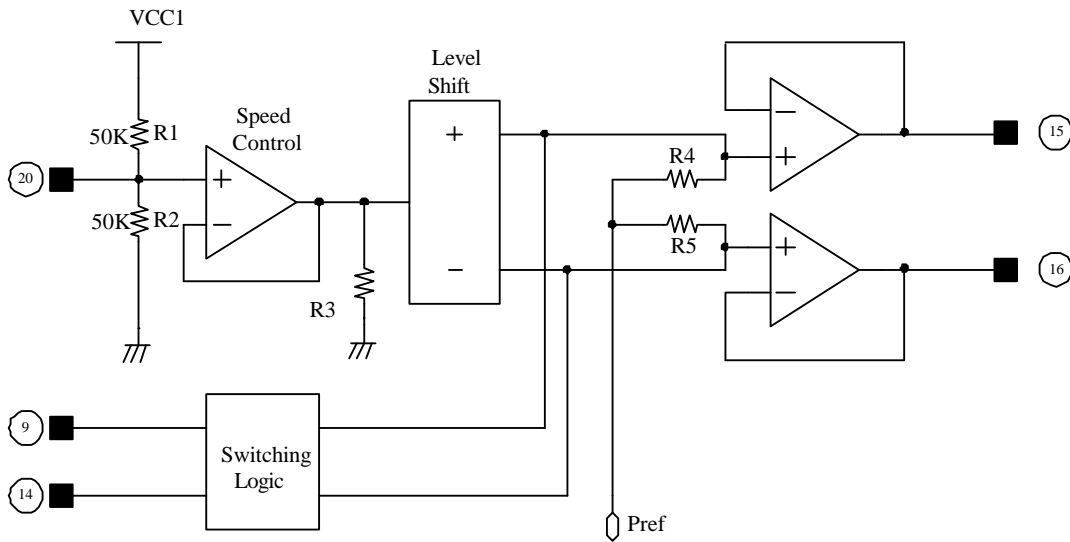 VCC1
Level
Shift
Speed
Control
50K
R1
+
−
+
15
20
+
−
+
R4
50K
R2
R5
−
+
−
16
R3
9
Switching
Logic
14
Pref